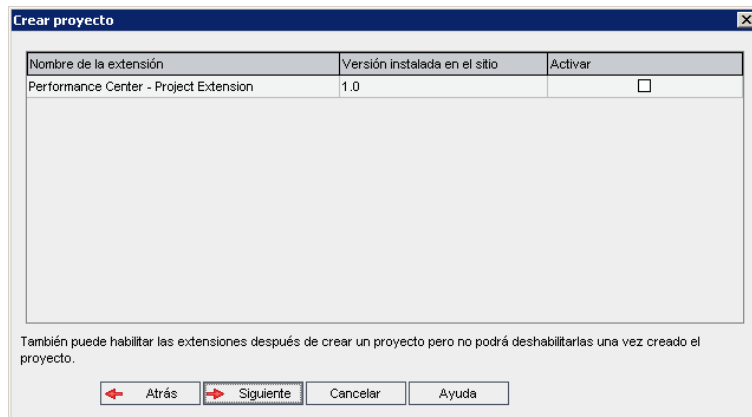 Crear proyecto
Nombre de la extensión Versión instalada en el sitio Activar
Performance Center - Project Extension 1.0
También puede habilitar las extensiones después de crear un proyecto pero no podrá deshabilitarlas una vez creado el
proyecto.
Atrás Siguiente Cancelar Ayuda